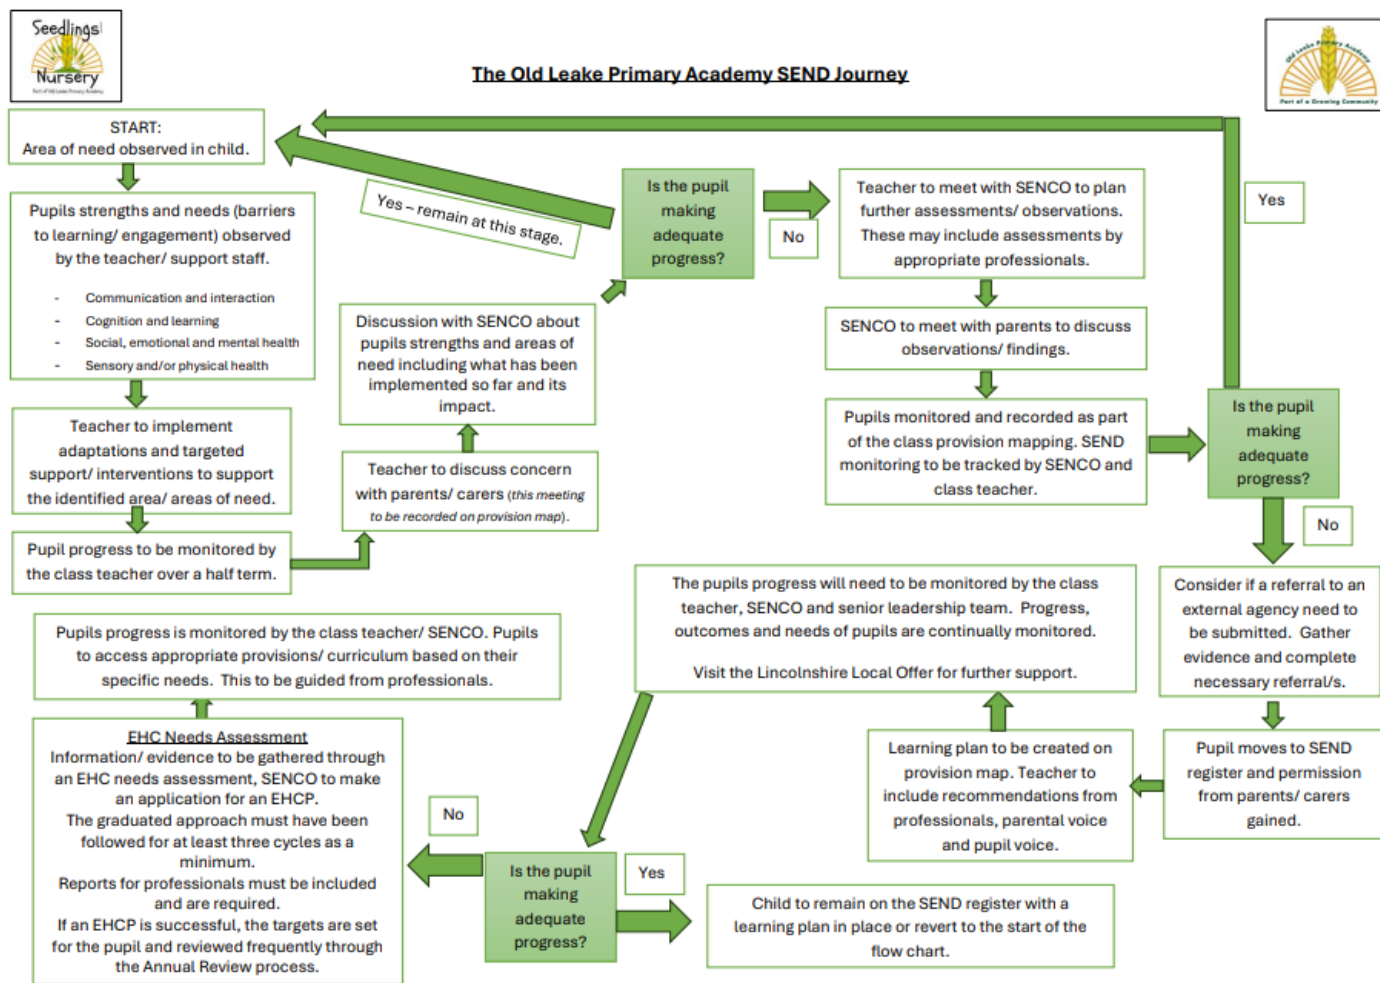 Seedlings
Nursery
Part of Old Leake Primary Academy
The Old Leake Primary Academy SEND Journey
Old Leake Primary Academy
Part of a Growing Community
START:
Area of need observed in child.
Pupils strengths and needs (barriers
to learning/ engagement) observed
by the teacher/ support staff.
- Communication and interaction
- Cognition and learning
- Social, emotional and mental health
- Sensory and/or physical health
Teacher to implement
adaptations and targeted
support/ interventions to support
the identified area/ areas of need.
Pupil progress to be monitored by
the class teacher over a half term.
Teacher to discuss concern
with parents/ carers (this meeting
to be recorded on provision map).
Discussion with SENCO about
pupils strengths and areas of
need including what has been
implemented so far and its
impact.
Is the pupil
making
adequate
progress?
Yes – remain at this stage.
No
Teacher to meet with SENCO to plan
further assessments/ observations.
These may include assessments by
appropriate professionals.
SENCO to meet with parents to discuss
observations/ findings.
Pupils monitored and recorded as part
of the class provision mapping. SEND
monitoring to be tracked by SENCO and
class teacher.
Is the pupil
making
adequate
progress?
Yes
No
Consider if a referral to an
external agency need to
be submitted. Gather
evidence and complete
necessary referral/s.
Pupil moves to SEND
register and permission
from parents/ carers
gained.
Learning plan to be created on
provision map. Teacher to
include recommendations from
professionals, parental voice
and pupil voice.
The pupils progress will need to be monitored by the class
teacher, SENCO and senior leadership team. Progress,
outcomes and needs of pupils are continually monitored.
Visit the Lincolnshire Local Offer for further support.
Is the pupil
making
adequate
progress?
Yes
Child to remain on the SEND register with a
learning plan in place or revert to the start of the
flow chart.
No
EHC Needs Assessment
Information/ evidence to be gathered through
an EHC needs assessment, SENCO to make
an application for an EHCP.
The graduated approach must have been
followed for at least three cycles as a
minimum.
Reports for professionals must be included
and are required.
If an EHCP is successful, the targets are set
for the pupil and reviewed frequently through
the Annual Review process.
Pupils progress is monitored by the class teacher/ SENCO. Pupils
to access appropriate provisions/ curriculum based on their
specific needs. This to be guided from professionals.